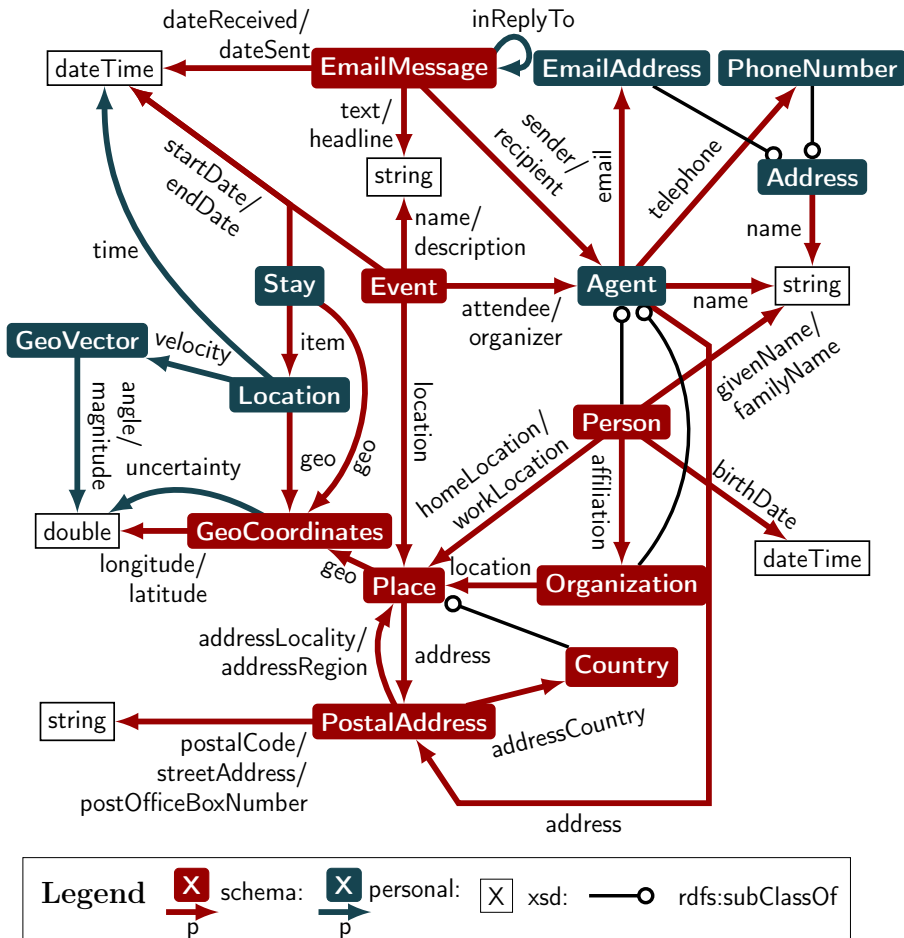 dateReceived/
dateSent
inReplyTo
dateTime
EmailMessage
EmailAddress
PhoneNumber
text/
headline
sender/
recipient
string
email
telephone
Address
startDate/
endDate
name/
description
name
time
Stay
Event
attendee/
organizer
Agent
name
string
GeoVector
velocity
item
givenName/
familyName
Location
location
Person
angle/
magnitude
uncertainty
geo
geo
homeLocation/
workLocation
affiliation
birthDate
double
GeoCoordinates
longitude/
latitude
geo
Place
location
Organization
dateTime
addressLocality/
addressRegion
address
Country
string
PostalAddress
addressCountry
postalCode/
streetAddress/
postOfficeBoxNumber
address
Legend
X
schema:
p
X
personal:
p
X
xsd:
rdfs:subClassOf